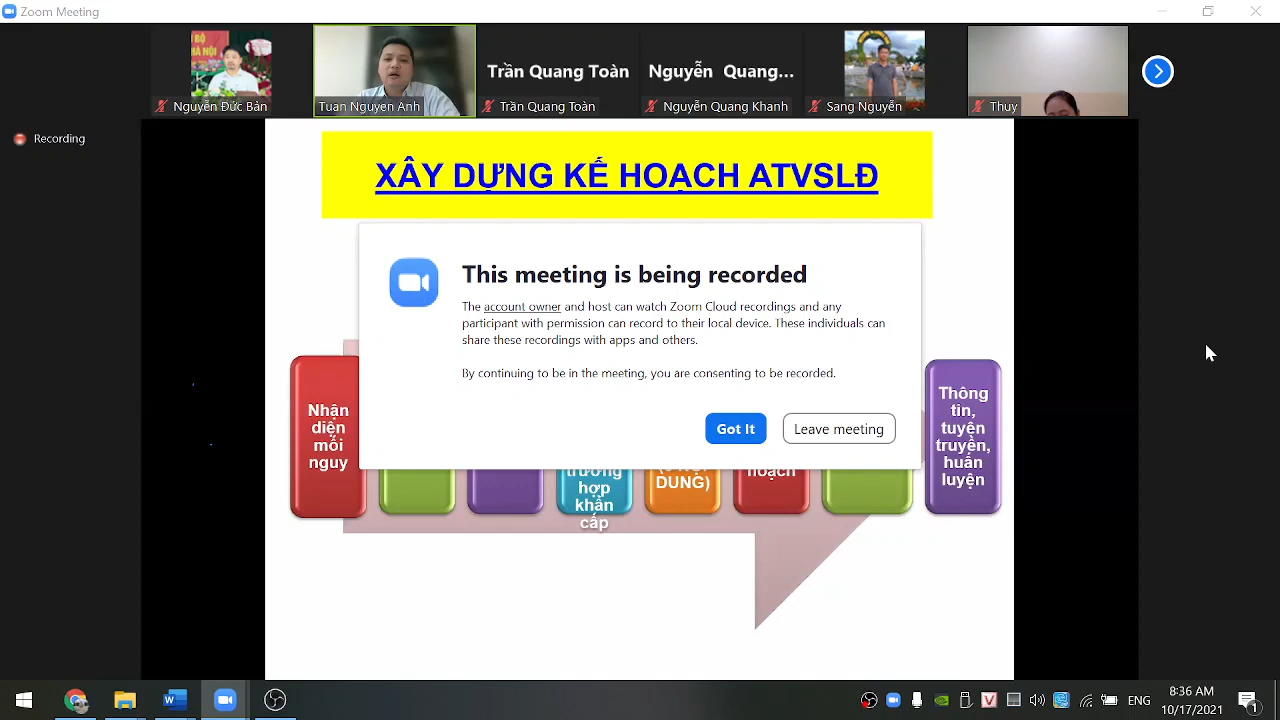 Zoom Meeting
Nguyễn Đức Bản
Tuan Nguyen Anh
Trần Quang Toàn
Trần Quang Toàn
Nguyễn Quang...
Nguyễn Quang Khanh
Sang Nguyễn
Thuy
Recording
XÂY DỰNG KẾ HOẠCH ATVSLĐ
This meeting is being recorded
The account owner and host can watch Zoom Cloud recordings and any
participant with permission can record to their local device. These individuals can
share these recordings with apps and others.
By continuing to be in the meeting, you are consenting to be recorded.
Got It
Leave meeting
Nhận
diện
mối
nguy
trường
hợp
khẩn
cấp
DUNG)
hoạch
Thông
tin,
tuyện
truyền,
huấn
luyện
ENG
8:36 AM
10/17/2021